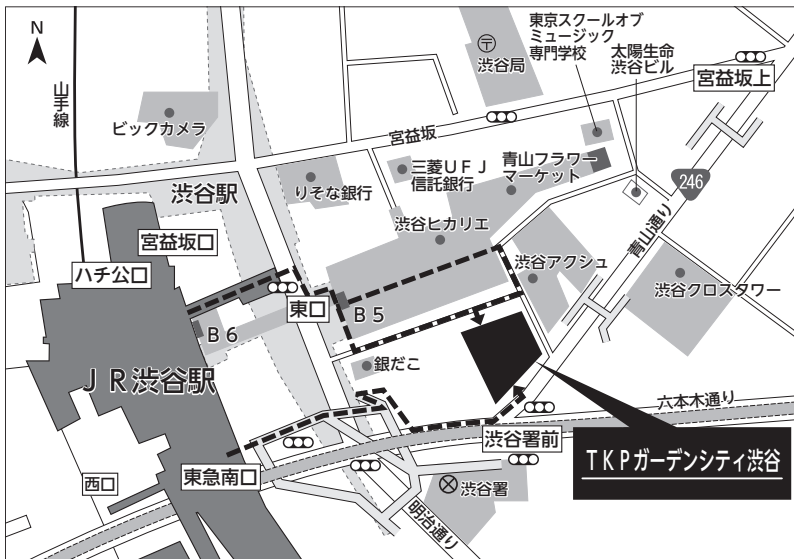 N
山手線
ビックカメラ
〒
渋谷局
東京スクールオブ
ミュージック
専門学校
太陽生命
渋谷ビル
宮益坂上
宮益坂
三菱UFJ
信託銀行
青山フラワー
マーケット
りそな銀行
渋谷駅
246
渋谷ヒカリエ
青山通り
宮益坂口
ハチ公口
渋谷アクシュ
渋谷クロスタワー
東口
B5
B6
銀だこ
JR渋谷駅
六本木通り
渋谷署前
東急南口
西口
渋谷署
明治通り
TKPガーデンシティ渋谷